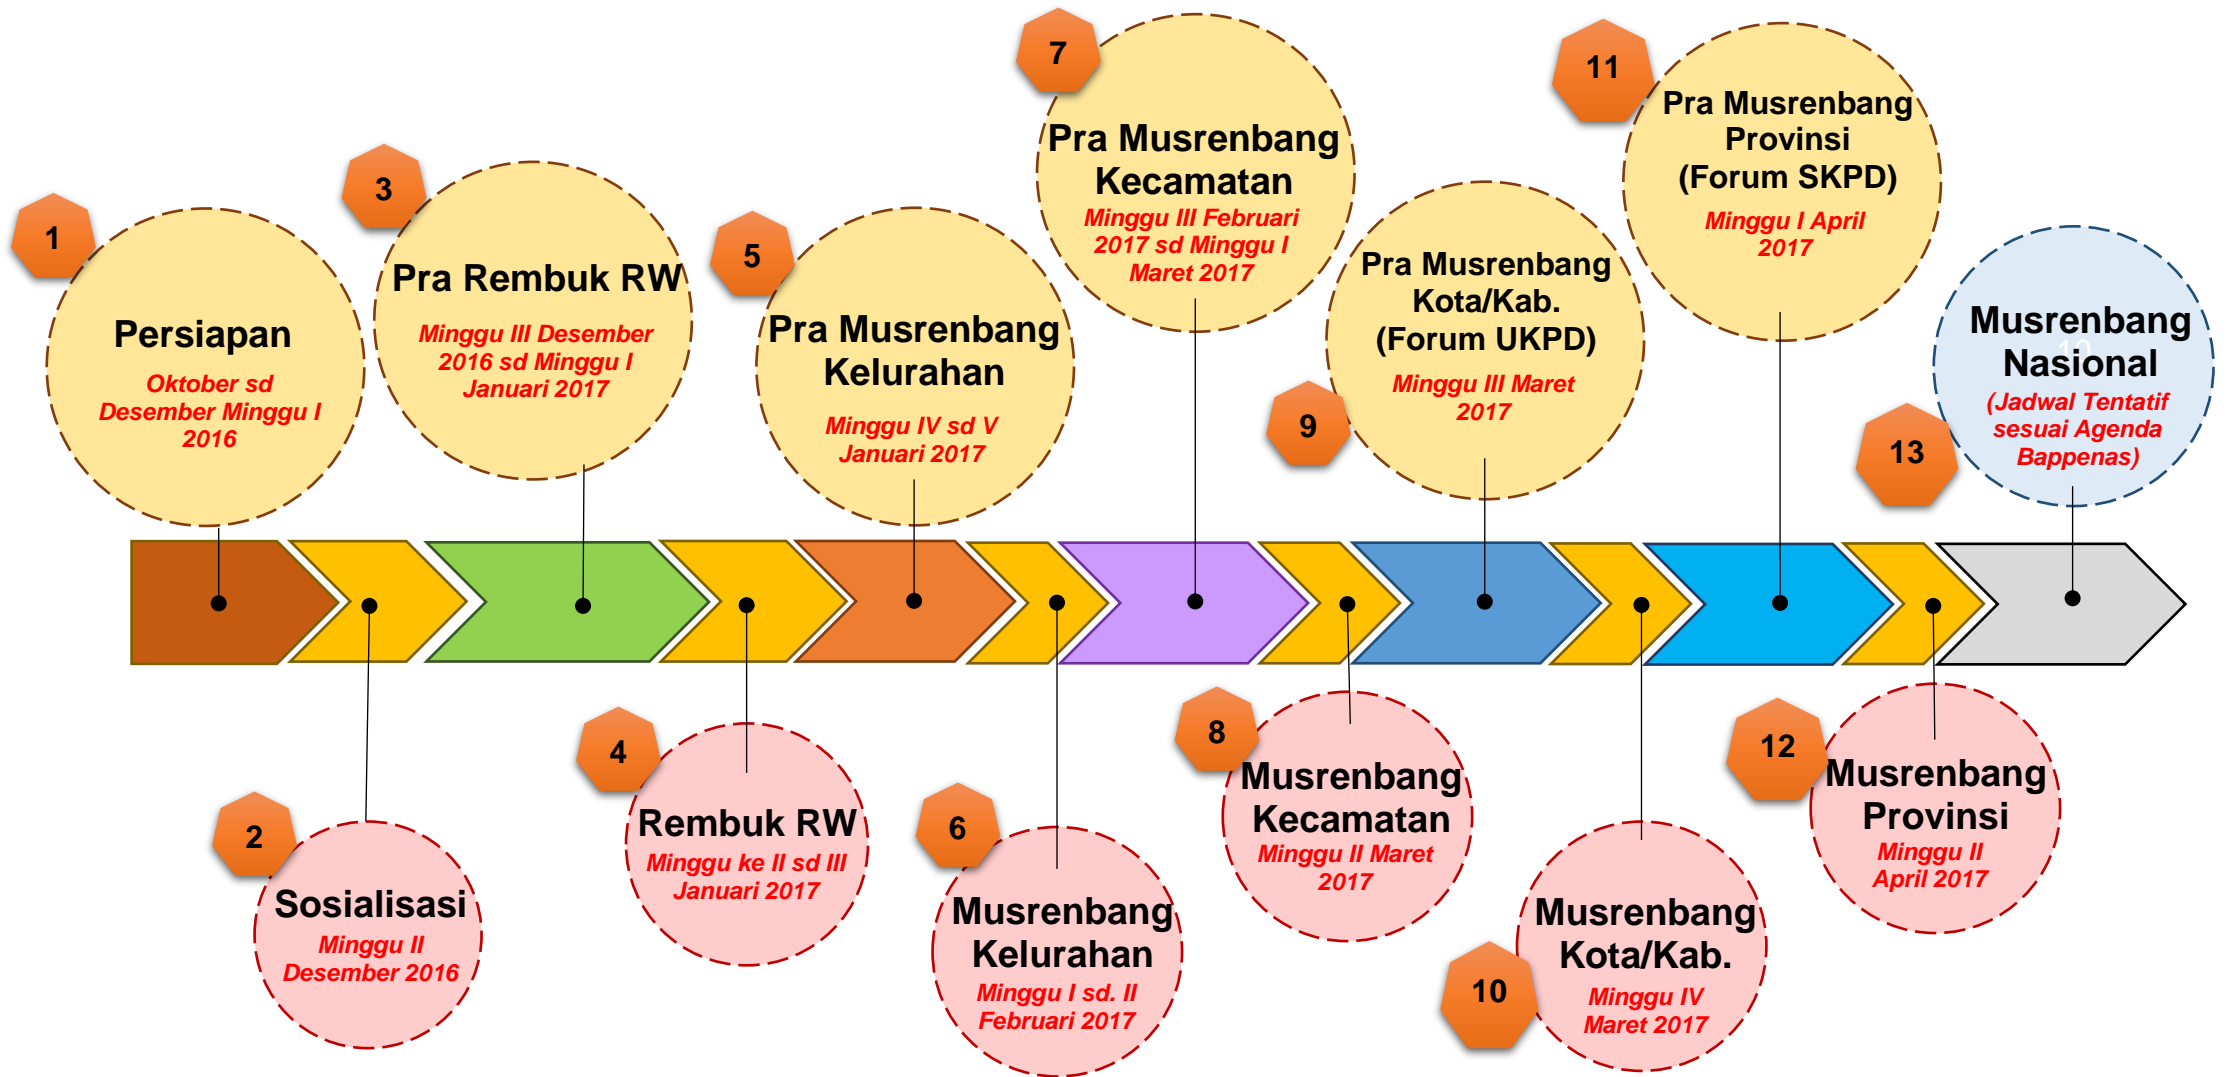 1
Persiapan
Oktober sd
Desember Minggu I
2016
2
Sosialisasi
Minggu II
Desember 2016
3
Pra Rembuk RW
Minggu III Desember
2016 sd Minggu I
Januari 2017
4
Rembuk RW
Minggu ke II sd III
Januari 2017
5
Pra Musrenbang
Kelurahan
Minggu IV sd V
Januari 2017
6
Musrenbang
Kelurahan
Minggu I sd. II
Februari 2017
7
Pra Musrenbang
Kecamatan
Minggu III Februari
2017 sd Minggu I
Maret 2017
8
Musrenbang
Kecamatan
Minggu II Maret
2017
9
Pra Musrenbang
Kota/Kab.
(Forum UKPD)
Minggu III Maret
2017
10
Musrenbang
Kota/Kab.
Minggu IV
Maret 2017
11
Pra Musrenbang
Provinsi
(Forum SKPD)
Minggu I April
2017
12
Musrenbang
Provinsi
Minggu II
April 2017
13
Musrenbang
Nasional
(Jadwal Tentatif
sesuai Agenda
Bappenas)